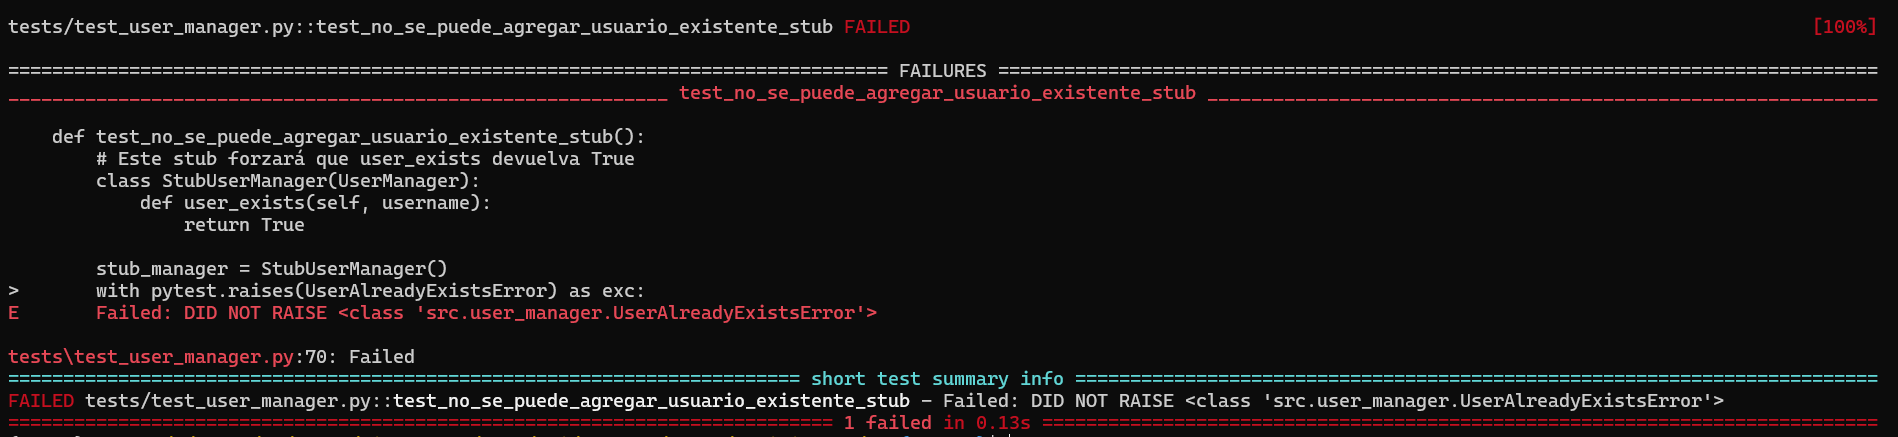 tests/test_user_manager.py::test_no_se_puede_agregar_usuario_existente_stub FAILED [100%]
================================================================================ FAILURES ================================================================================
____________________________________________________________ test_no_se_puede_agregar_usuario_existente_stub _____________________________________________________________
    def test_no_se_puede_agregar_usuario_existente_stub():
        # Este stub forzará que user_exists devuelva True
        class StubUserManager(UserManager):
            def user_exists(self, username):
                return True
        stub_manager = StubUserManager()
>       with pytest.raises(UserAlreadyExistsError) as exc:
E       Failed: DID NOT RAISE <class 'src.user_manager.UserAlreadyExistsError'>
tests\test_user_manager.py:70: Failed
======================================================================== short test summary info =========================================================================
FAILED tests/test_user_manager.py::test_no_se_puede_agregar_usuario_existente_stub - Failed: DID NOT RAISE <class 'src.user_manager.UserAlreadyExistsError'>
=========================================================================== 1 failed in 0.13s ============================================================================